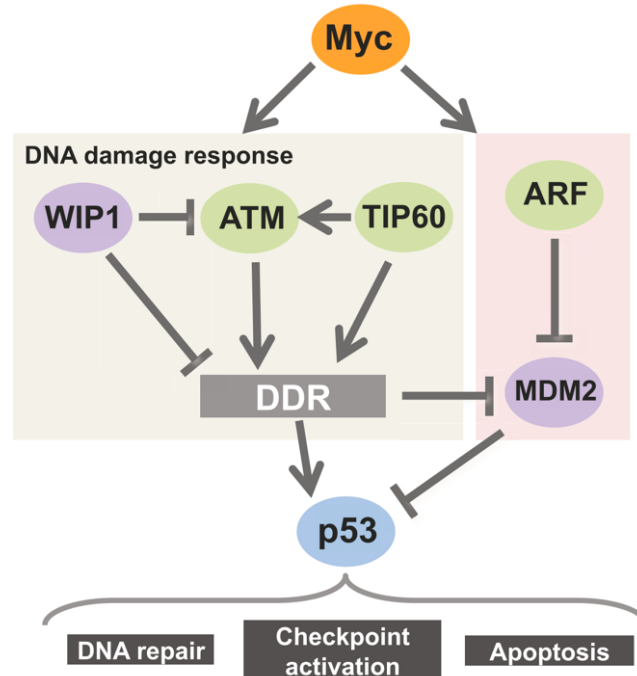 Myc
DNA damage response
WIP1
ATM
TIP60
ARF
DDR
MDM2
p53
DNA repair
Checkpoint
activation
Apoptosis